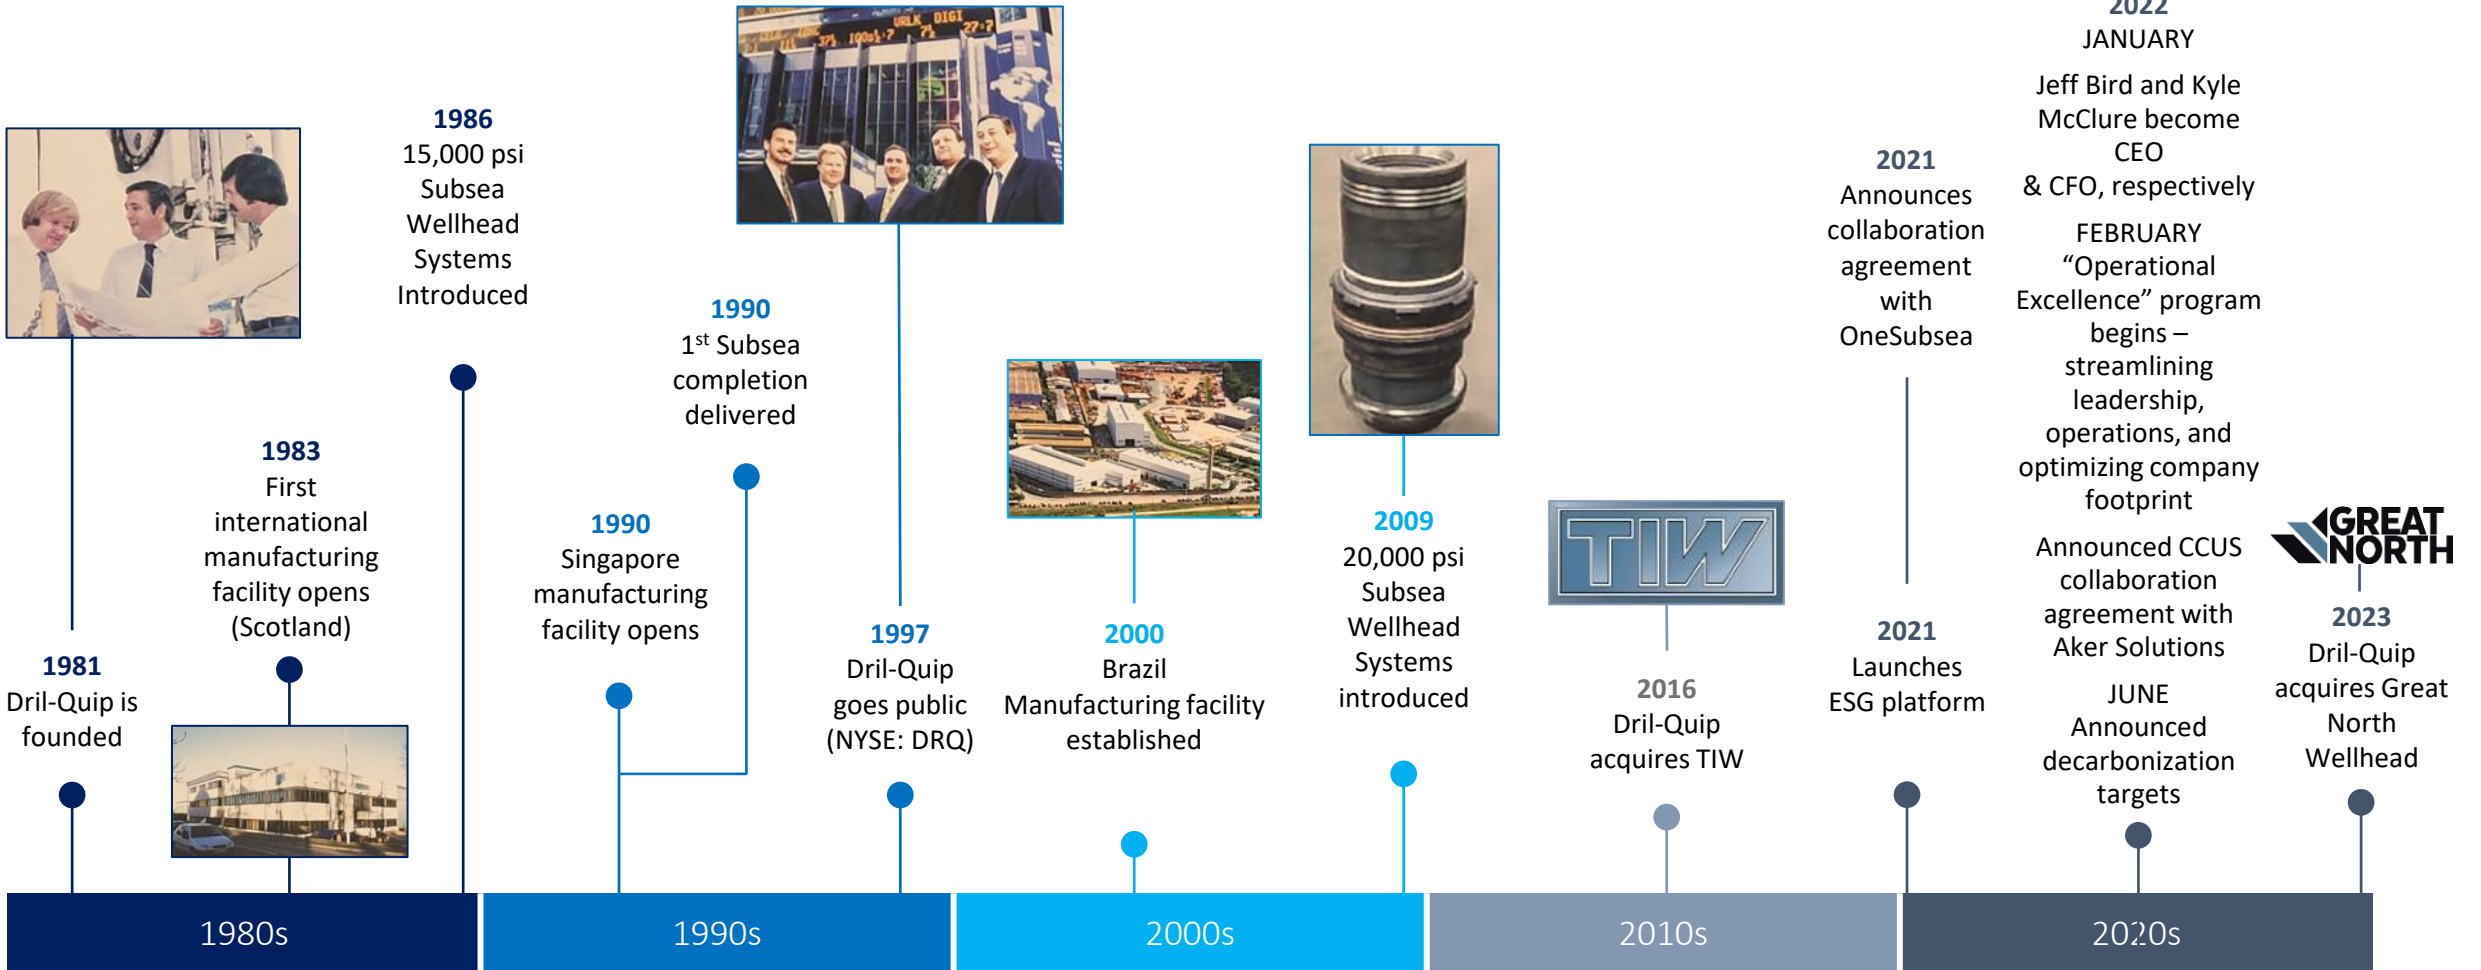 1981
Dril-Quip is
founded
1983
First
international
manufacturing
facility opens
(Scotland)
1986
15,000 psi
Subsea
Wellhead
Systems
Introduced
1990
Singapore
manufacturing
facility opens
1990
1st Subsea
completion
delivered
VRLK DIGI
1997
Dril-Quip
goes public
(NYSE: DRQ)
2000
Brazil
Manufacturing facility
established
2009
20,000 psi
Subsea
Wellhead
Systems
introduced
TIW
2016
Dril-Quip
acquires TIW
2021
Announces
collaboration
agreement
with
OneSubsea
2021
Launches
ESG platform
2022
JANUARY
Jeff Bird and Kyle
McClure become
CEO
& CFO, respectively
FEBRUARY
“Operational
Excellence” program
begins –
streamlining
leadership,
operations, and
optimizing company
footprint
Announced CCUS
collaboration
agreement with
Aker Solutions
JUNE
Announced
decarbonization
targets
GREAT
NORTH
2023
Dril-Quip
acquires Great
North
Wellhead
1980s
1990s
2000s
2010s
2020s